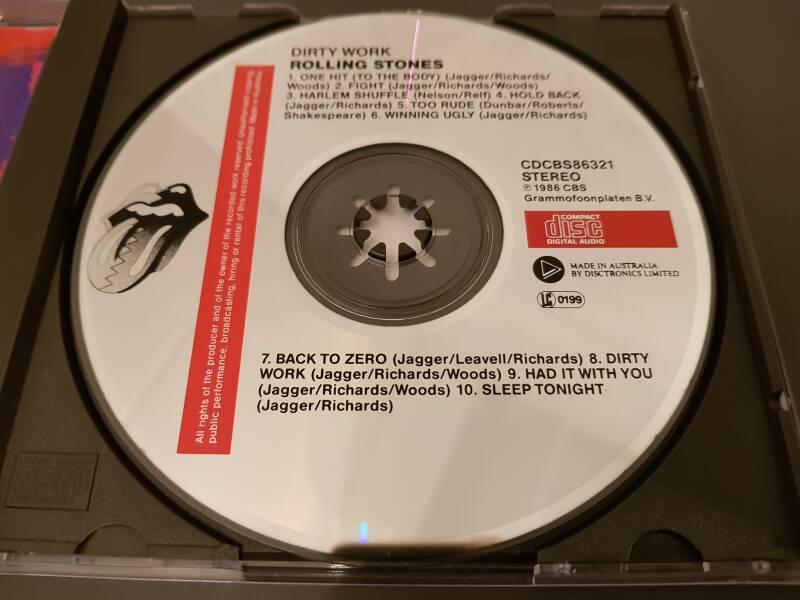 DIRTY WORK
ROLLING STONES
1. ONE HIT (TO THE BODY) (Jagger/Richards/
Woods) 2. FIGHT (Jagger/Richards/Woods)
3. HARLEM SHUFFLE (Nelson/Relf) 4. HOLD BACK
(Jagger/Richards) 5. TOO RUDE (Dunbar/Roberts/
Shakespeare) 6. WINNING UGLY (Jagger/Richards)
All rights of the producer and of the owner of the recorded work reserved. Unauthorised copying,
public performance, broadcasting, hiring or rental of this recording prohibited. Made in Australia
CDCBS86321
STEREO
℗ 1986 CBS
Grammofoonplaten B.V.
COMPACT
disc
DIGITAL AUDIO
MADE IN AUSTRALIA
BY DISCTRONICS LIMITED
LC 0199
7. BACK TO ZERO (Jagger/Leavell/Richards) 8. DIRTY
WORK (Jagger/Richards/Woods) 9. HAD IT WITH YOU
(Jagger/Richards/Woods) 10. SLEEP TONIGHT
(Jagger/Richards)
disc